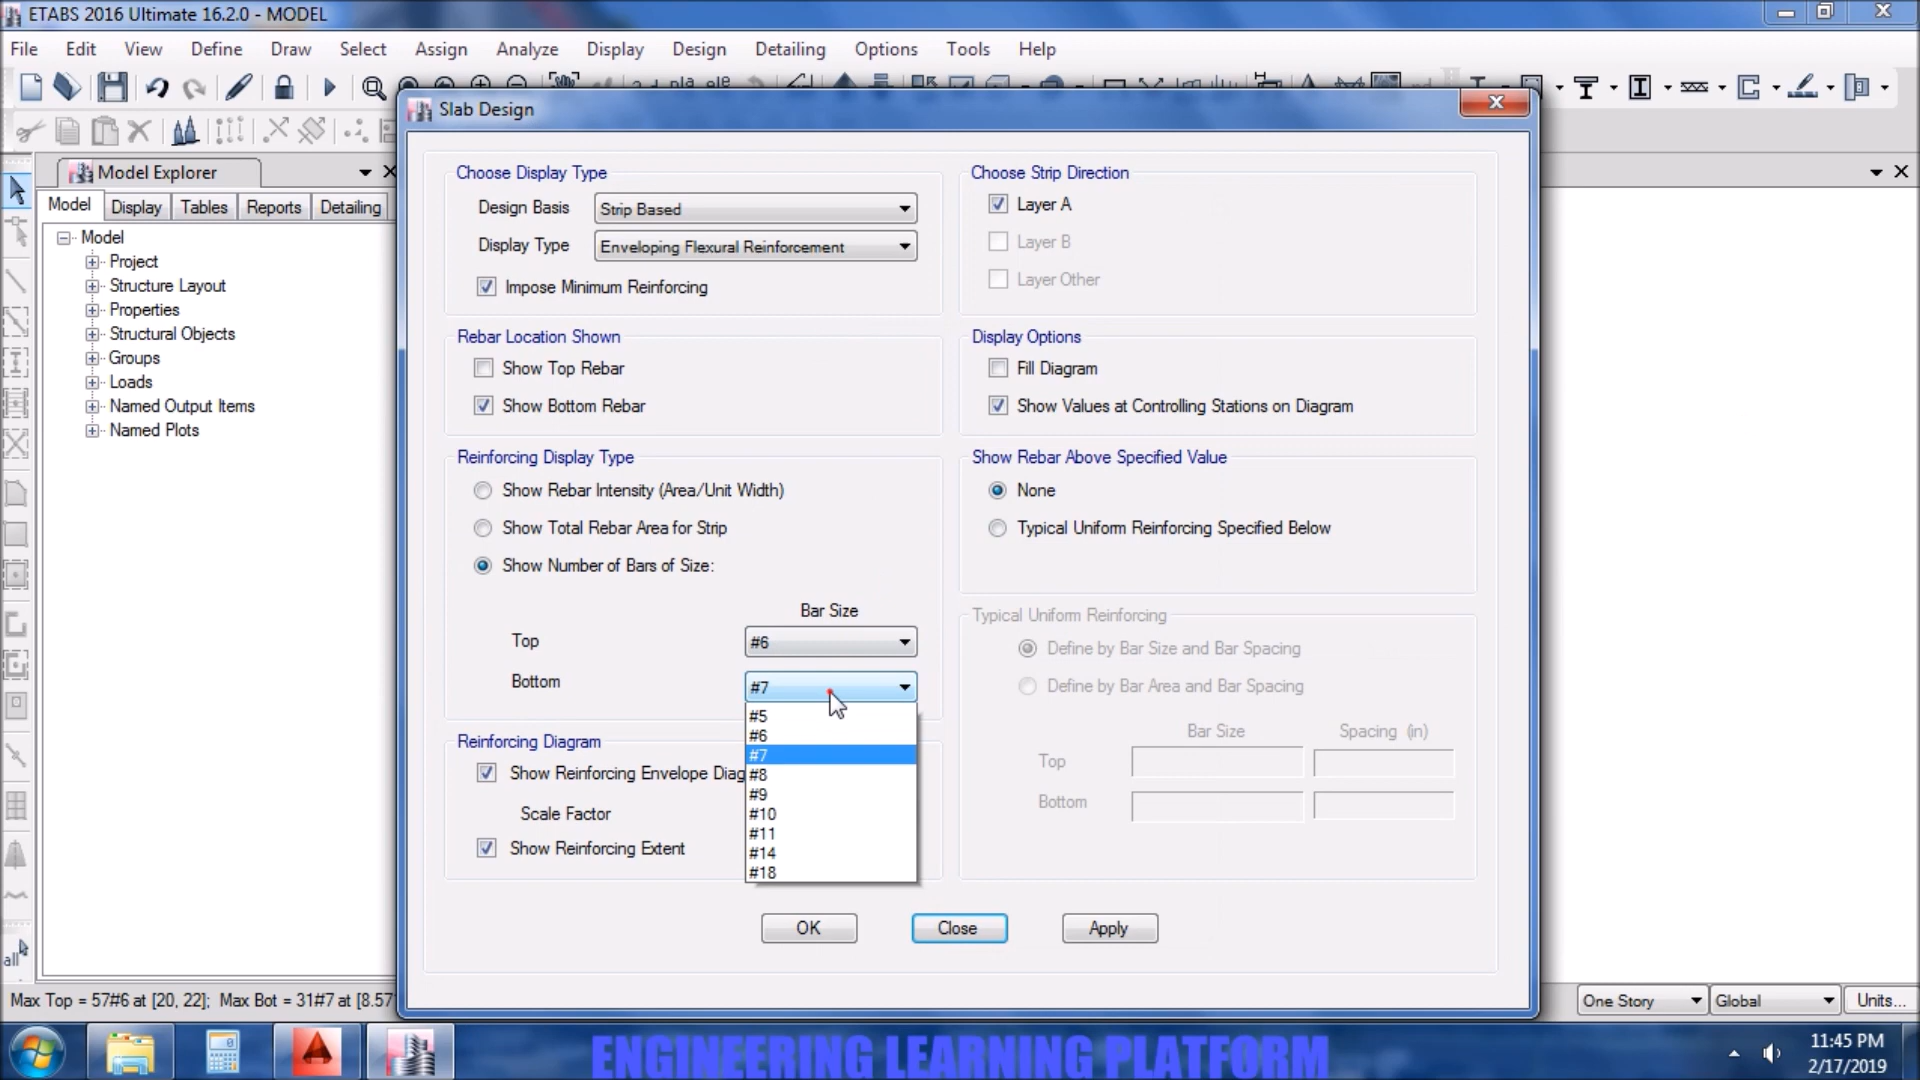 ETABS 2016 Ultimate 16.2.0 - MODEL
File Edit View Define Draw Select Assign Analyze Display Design Detailing Options Tools Help
Slab Design
Model Explorer
Model Display Tables Reports Detailing
Model
Project
Structure Layout
Properties
Structural Objects
Groups
Loads
Named Output Items
Named Plots
Choose Display Type
Design Basis Strip Based
Display Type Enveloping Flexural Reinforcement
Impose Minimum Reinforcing
Choose Strip Direction
Layer A
Layer B
Layer Other
Rebar Location Shown
Show Top Rebar
Show Bottom Rebar
Display Options
Fill Diagram
Show Values at Controlling Stations on Diagram
Reinforcing Display Type
Show Rebar Intensity (Area/Unit Width)
Show Total Rebar Area for Strip
Show Number of Bars of Size:
Bar Size
Top #6
Bottom #7
#5
#6
#7
#8
#9
#10
#11
#14
#18
Show Rebar Above Specified Value
None
Typical Uniform Reinforcing Specified Below
Typical Uniform Reinforcing
Define by Bar Size and Bar Spacing
Define by Bar Area and Bar Spacing
Bar Size Spacing (in)
Top
Bottom
Reinforcing Diagram
Show Reinforcing Envelope Diag
Scale Factor
Show Reinforcing Extent
OK Close Apply
Max Top = 57#6 at [20, 22]; Max Bot = 31#7 at [8.57
One Story Global Units...
all
ENGINEERING LEARNING PLATFORM
11:45 PM
2/17/2019